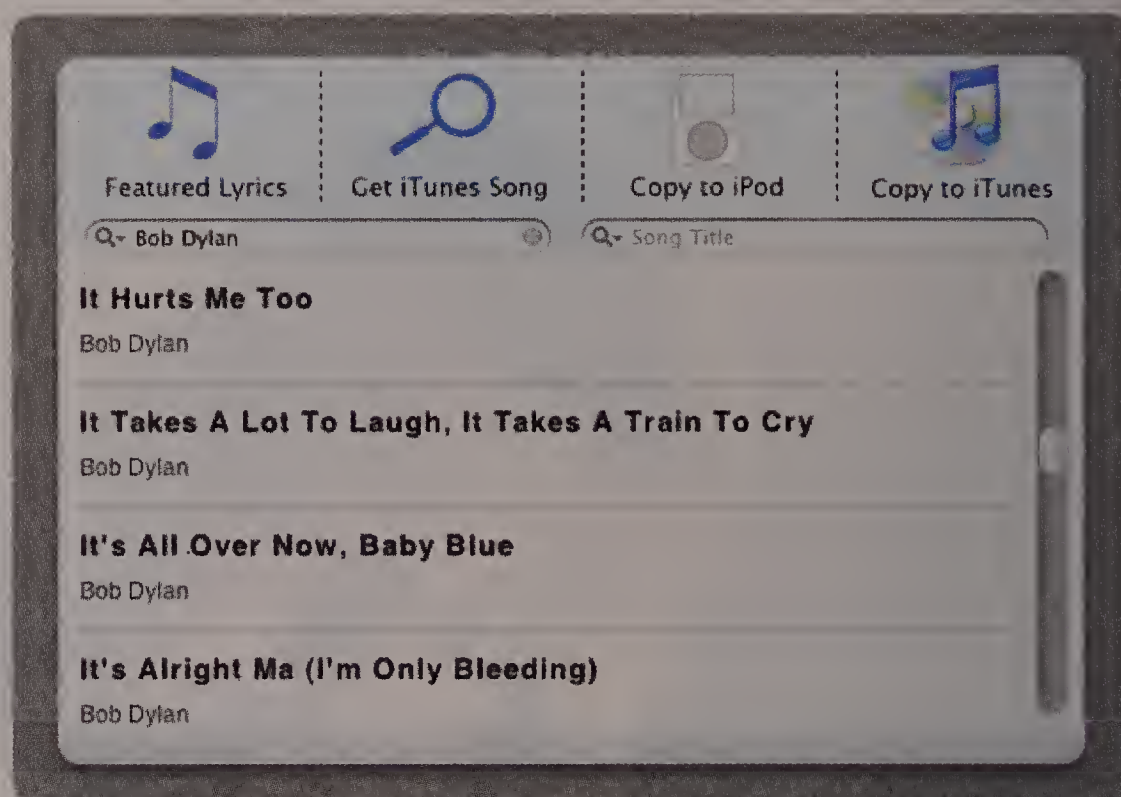 Featured Lyrics
Get iTunes Song
Copy to iPod
Copy to iTunes
Bob Dylan
Song Title
It Hurts Me Too
Bob Dylan
It Takes A Lot To Laugh, It Takes A Train To Cry
Bob Dylan
It's All Over Now, Baby Blue
Bob Dylan
It's Alright Ma (I'm Only Bleeding)
Bob Dylan